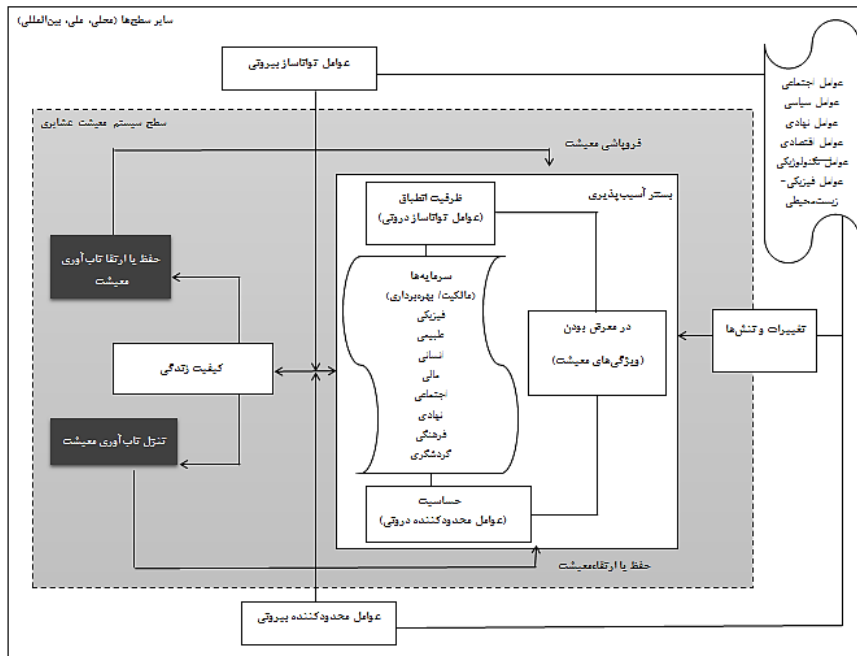 سایر سطح‌ها (محلی، ملی، بین‌المللی)
عوامل تواناساز بیرونی
عوامل اجتماعی
عوامل سیاسی
عوامل نهادی
عوامل اقتصادی
عوامل تکنولوژیکی
عوامل فیزیکی-
زیست‌محیطی
سطح سیستم معیشت عشایری
فروپاشی معیشت
بستر آسیب‌پذیری
ظرفیت انطباق
(عوامل تواناساز درونی)
حفظ یا ارتقا تاب‌آوری
معیشت
سرمایه‌ها
(مالکیت/ بهره‌برداری)
فیزیکی
طبیعی
انسانی
مالی
اجتماعی
نهادی
فرهنگی
گردشگری
در معرض بودن
(ویژگی‌های معیشت)
تغییرات و تنش‌ها
کیفیت زندگی
تنزل تاب‌آوری معیشت
حساسیت
(عوامل محدودکننده درونی)
حفظ یا ارتقاءمعیشت
عوامل محدودکننده بیرونی